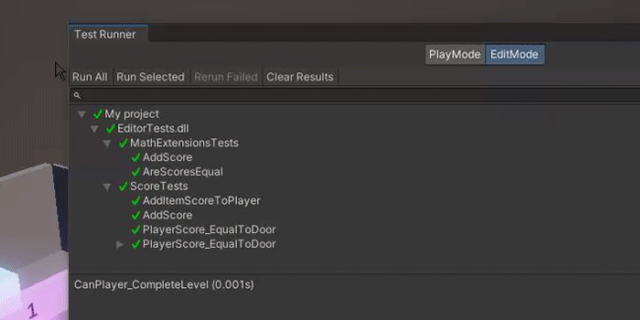 Test Runner
PlayMode EditMode
Run All Run Selected Rerun Failed Clear Results
My project
EditorTests.dll
MathExtensionsTests
AddScore
AreScoresEqual
ScoreTests
AddItemScoreToPlayer
AddScore
PlayerScore_EqualToDoor
PlayerScore_EqualToDoor
CanPlayer_CompleteLevel (0.001s)
1